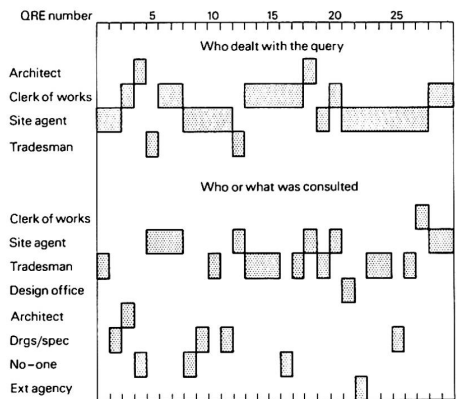 QRE number 5 10 15 20 25
Who dealt with the query
Architect
Clerk of works
Site agent
Tradesman
Who or what was consulted
Clerk of works
Site agent
Tradesman
Design office
Architect
Drgs/spec
No-one
Ext agency